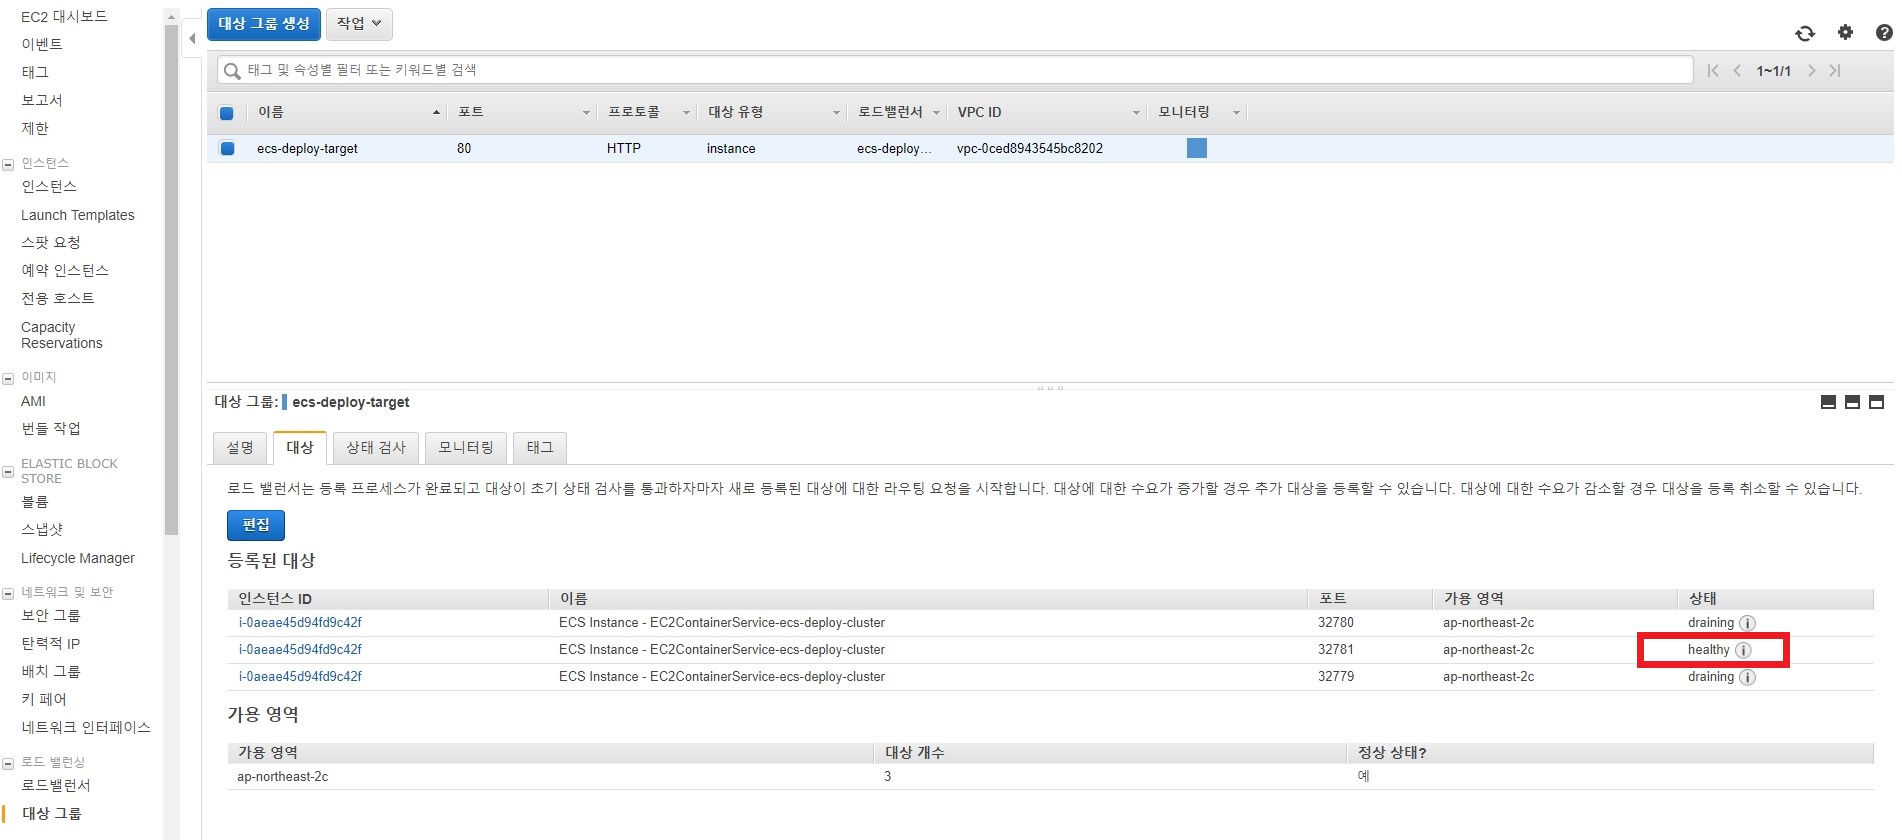 EC2 대시보드
이벤트
태그
보고서
제한
인스턴스
인스턴스
Launch Templates
스팟 요청
예약 인스턴스
전용 호스트
Capacity
Reservations
이미지
AMI
번들 작업
ELASTIC BLOCK
STORE
볼륨
스냅샷
Lifecycle Manager
네트워크 및 보안
보안 그룹
탄력적 IP
배치 그룹
키 페어
네트워크 인터페이스
로드 밸런싱
로드밸런서
대상 그룹
대상 그룹 생성 작업
태그 및 속성별 필터 또는 키워드별 검색 1~1/1
이름 포트 프로토콜 대상 유형 로드밸런서 VPC ID 모니터링
ecs-deploy-target 80 HTTP instance ecs-deploy... vpc-0ced8943545bc8202
대상 그룹: ecs-deploy-target
설명 대상 상태 검사 모니터링 태그
로드 밸런서는 등록 프로세스가 완료되고 대상이 초기 상태 검사를 통과하자마자 새로 등록된 대상에 대한 라우팅 요청을 시작합니다. 대상에 대한 수요가 증가할 경우 추가 대상을 등록할 수 있습니다. 대상에 대한 수요가 감소할 경우 대상을 등록 취소할 수 있습니다.
편집
등록된 대상
인스턴스 ID 이름 포트 가용 영역 상태
i-0aeae45d94fd9c42f ECS Instance - EC2ContainerService-ecs-deploy-cluster 32780 ap-northeast-2c draining
i-0aeae45d94fd9c42f ECS Instance - EC2ContainerService-ecs-deploy-cluster 32781 ap-northeast-2c healthy
i-0aeae45d94fd9c42f ECS Instance - EC2ContainerService-ecs-deploy-cluster 32779 ap-northeast-2c draining
가용 영역
가용 영역 대상 개수 정상 상태?
ap-northeast-2c 3 예